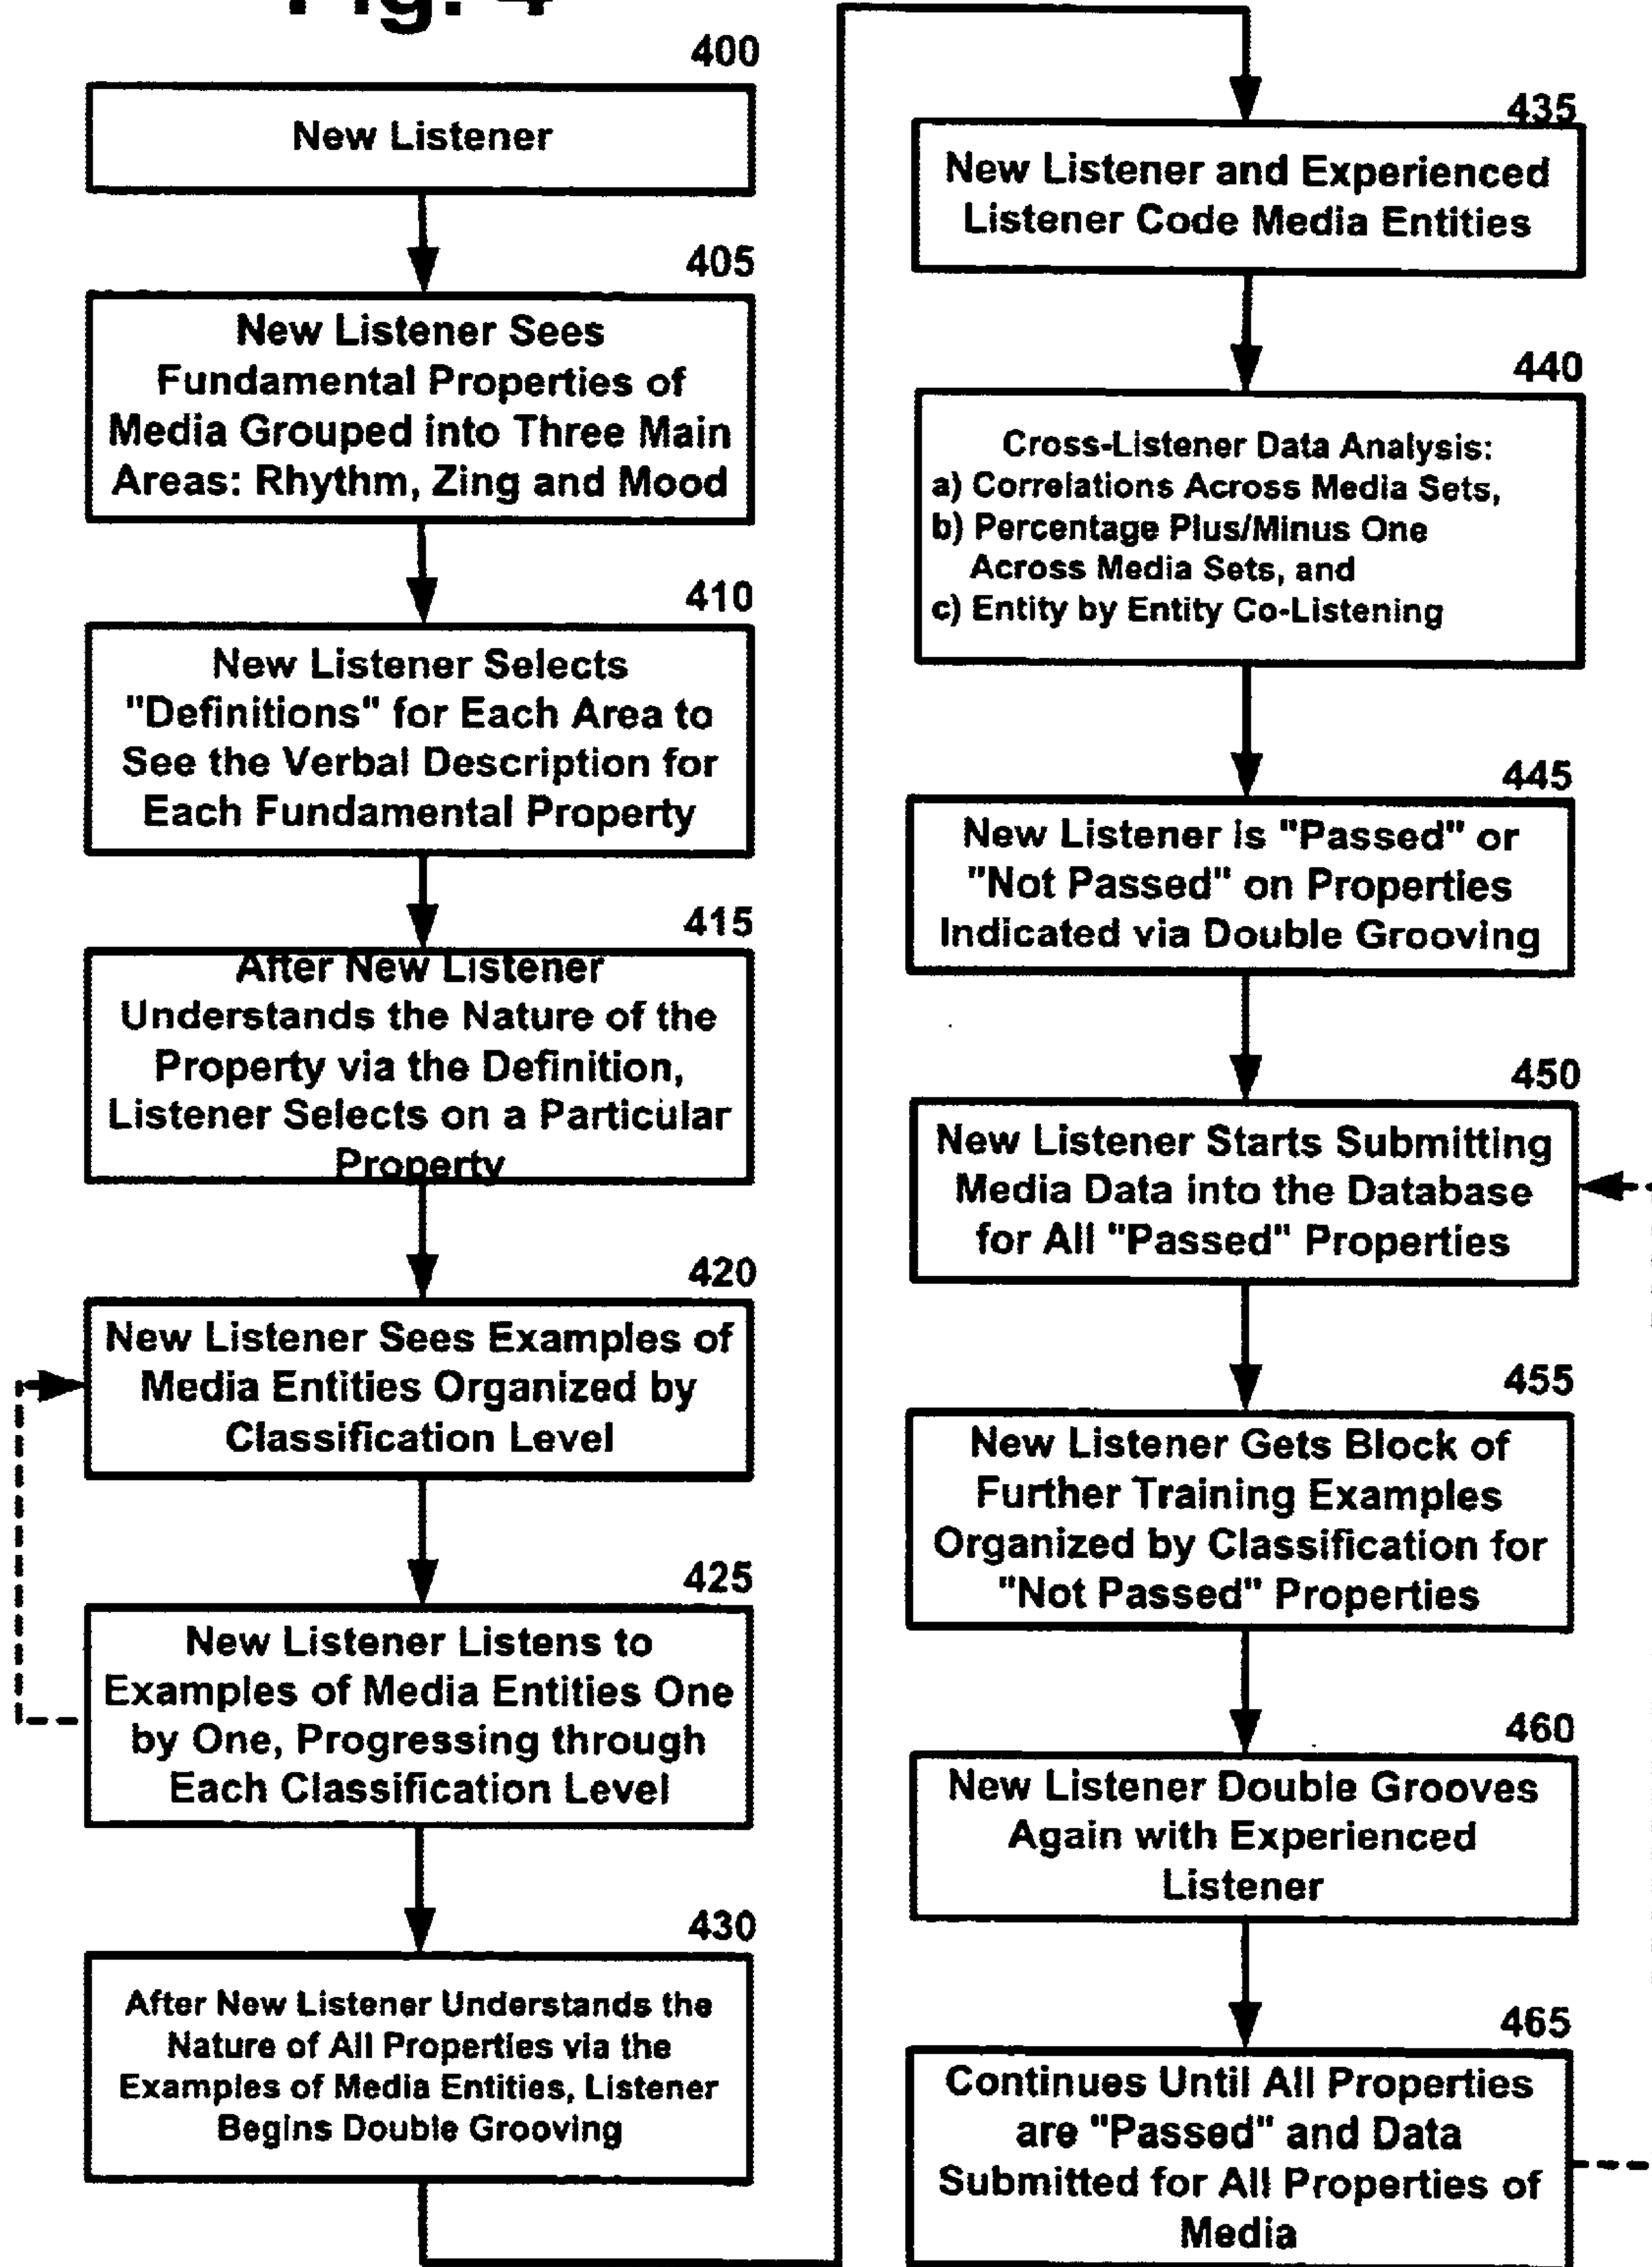 Fig. 4
400
New Listener
405
New Listener Sees
Fundamental Properties of
Media Grouped into Three Main
Areas: Rhythm, Zing and Mood
410
New Listener Selects
"Definitions" for Each Area to
See the Verbal Description for
Each Fundamental Property
415
After New Listener
Understands the Nature of the
Property via the Definition,
Listener Selects on a Particular
Property
420
New Listener Sees Examples of
Media Entities Organized by
Classification Level
425
New Listener Listens to
Examples of Media Entities One
by One, Progressing through
Each Classification Level
430
After New Listener Understands the
Nature of All Properties via the
Examples of Media Entities, Listener
Begins Double Grooving
435
New Listener and Experienced
Listener Code Media Entities
440
Cross-Listener Data Analysis:
a) Correlations Across Media Sets,
b) Percentage Plus/Minus One
Across Media Sets, and
c) Entity by Entity Co-Listening
445
New Listener is "Passed" or
"Not Passed" on Properties
Indicated via Double Grooving
450
New Listener Starts Submitting
Media Data into the Database
for All "Passed" Properties
455
New Listener Gets Block of
Further Training Examples
Organized by Classification for
"Not Passed" Properties
460
New Listener Double Grooves
Again with Experienced
Listener
465
Continues Until All Properties
are "Passed" and Data
Submitted for All Properties of
Media